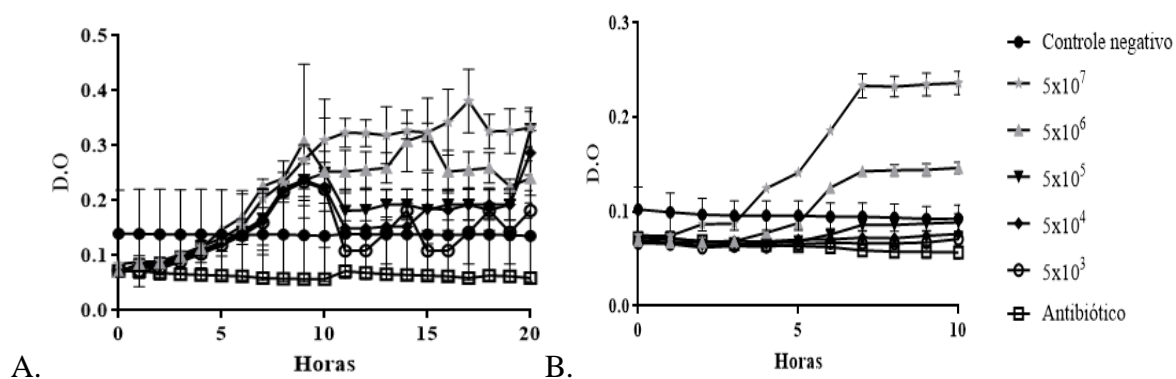 0.5
0.4
0.3
0.2
0.1
0.0
D.O
0 5 10 15 20
Horas
A.
0.3
0.2
0.1
0.0
D.O
0 5 10
Horas
B.
Controle negativo
5x10⁷
5x10⁶
5x10⁵
5x10⁴
5x10³
Antibiótico